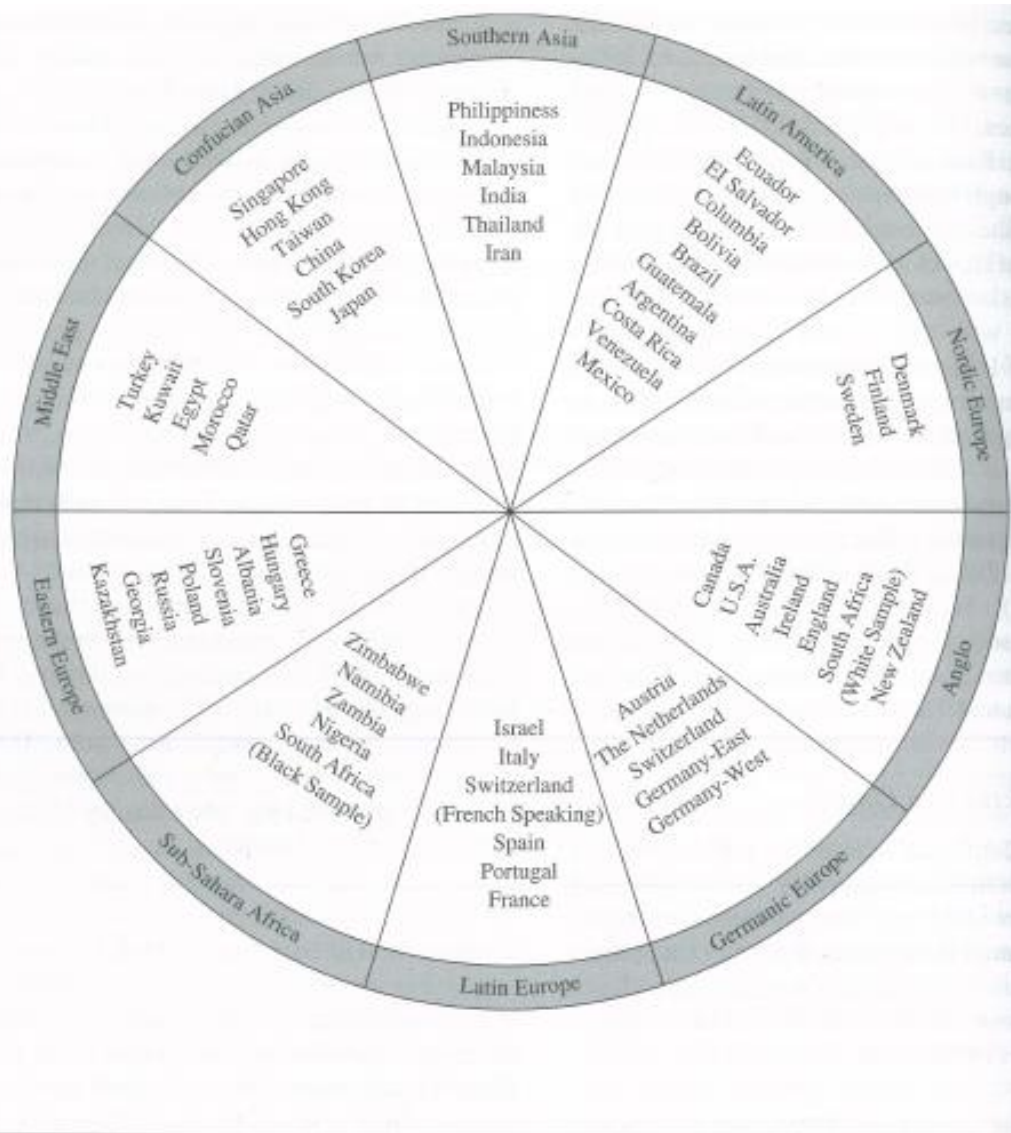 Southern Asia
Philippiness
Indonesia
Malaysia
India
Thailand
Iran
Latin America
Ecuador
EI Salvador
Columbia
Bolivia
Brazil
Guatemala
Argentina
Costa Rica
Venezuela
Mexico
Nordic Europe
Denmark
Finland
Sweden
Anglo
Canada
U.S.A.
Australia
Ireland
England
South Africa
(White Sample)
New Zealand
Germanic Europe
Austria
The Netherlands
Switzerland
Germany-East
Germany-West
Latin Europe
Israel
Italy
Switzerland
(French Speaking)
Spain
Portugal
France
Sub-Sahara Africa
Zimbabwe
Namibia
Zambia
Nigeria
South Africa
(Black Sample)
Eastern Europe
Greece
Hungary
Albania
Slovenia
Poland
Russia
Georgia
Kazakhstan
Middle East
Turkey
Kuwait
Egypt
Morocco
Qatar
Confucian Asia
Singapore
Hong Kong
Taiwan
China
South Korea
Japan